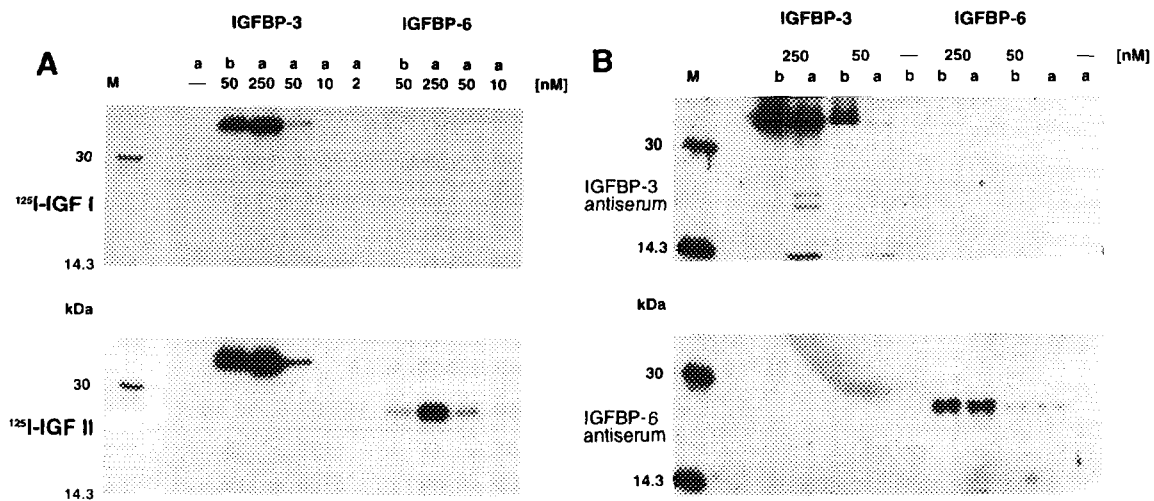 A
IGFBP-3 IGFBP-6
a b a a a a b a a a
M — 50 250 50 10 2 50 250 50 10 [nM]
30
¹²⁵I-IGF I
14.3
kDa
30
¹²⁵I-IGF II
14.3
B
IGFBP-3 IGFBP-6
250 50 — 250 50 — [nM]
M b a b a b b a b a a
30
IGFBP-3
antiserum
14.3
kDa
30
IGFBP-6
antiserum
14.3